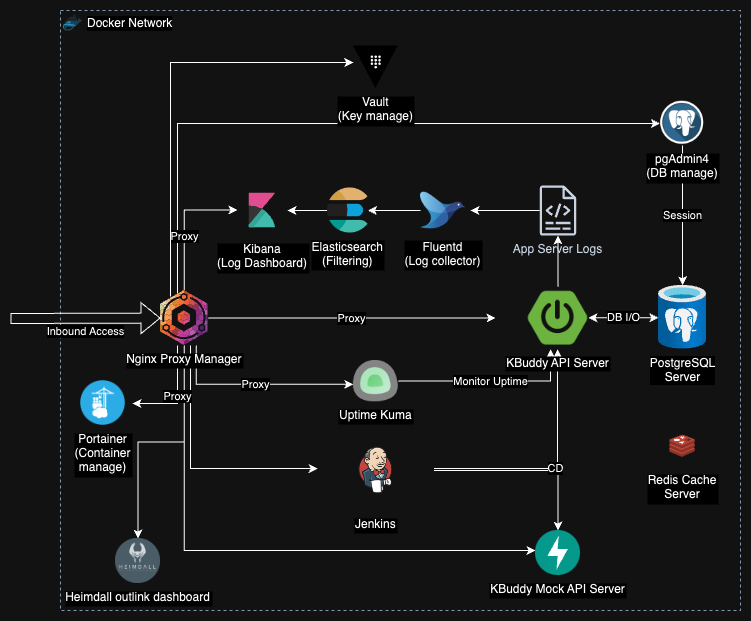 Docker Network
Vault
(Key manage)
pgAdmin4
(DB manage)
Session
Proxy
Kibana
(Log Dashboard)
Elasticsearch
(Filtering)
Fluentd
(Log collector)
App Server Logs
Inbound Access
Nginx Proxy Manager
Proxy
KBuddy API Server
DB I/O
PostgreSQL
Server
Proxy
Uptime Kuma
Monitor Uptime
Proxy
Portainer
(Container
manage)
Jenkins
CD
Redis Cache
Server
HEIMDALL
Heimdall outlink dashboard
KBuddy Mock API Server